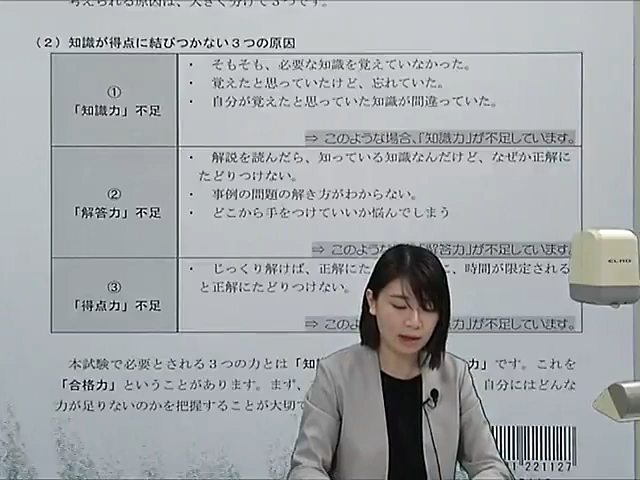 考えられる原因は、大きく分けて３つです。
（２）知識が得点に結びつかない３つの原因
①
「知識力」不足
・ そもそも、必要な知識を覚えていなかった。
・ 覚えたと思っていたけど、忘れていた。
・ 自分が覚えたと思っていた知識が間違っていた。
⇒ このような場合、「知識力」が不足しています。
②
「解答力」不足
・ 解説を読んだら、知っている知識なんだけど、なぜか正解に
たどりつけない。
・ 事例の問題の解き方がわからない。
・ どこから手をつけていいか悩んでしまう
⇒ このような 「解答力」が不足しています。
③
「得点力」不足
・ じっくり解けば、正解にた に、時間が限定される
と正解にたどりつけない。
⇒ このよ 力」が不足しています。
本試験で必要とされる３つの力とは「知 力」です。これを
「合格力」ということがあります。まず、 自分にはどんな
力が足りないのかを把握することが大切で
221127
ELMO